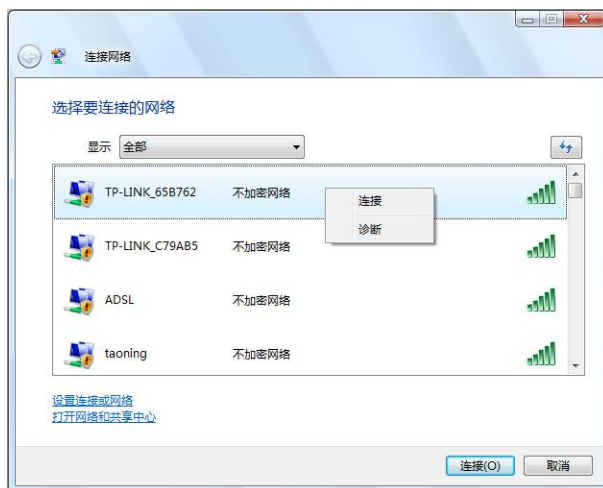 连接网络
选择要连接的网络
显示 全部
TP-LINK_65B762 不加密网络
连接
诊断
TP-LINK_C79AB5 不加密网络
ADSL 不加密网络
taoning 不加密网络
设置连接或网络
打开网络和共享中心
连接(O) 取消